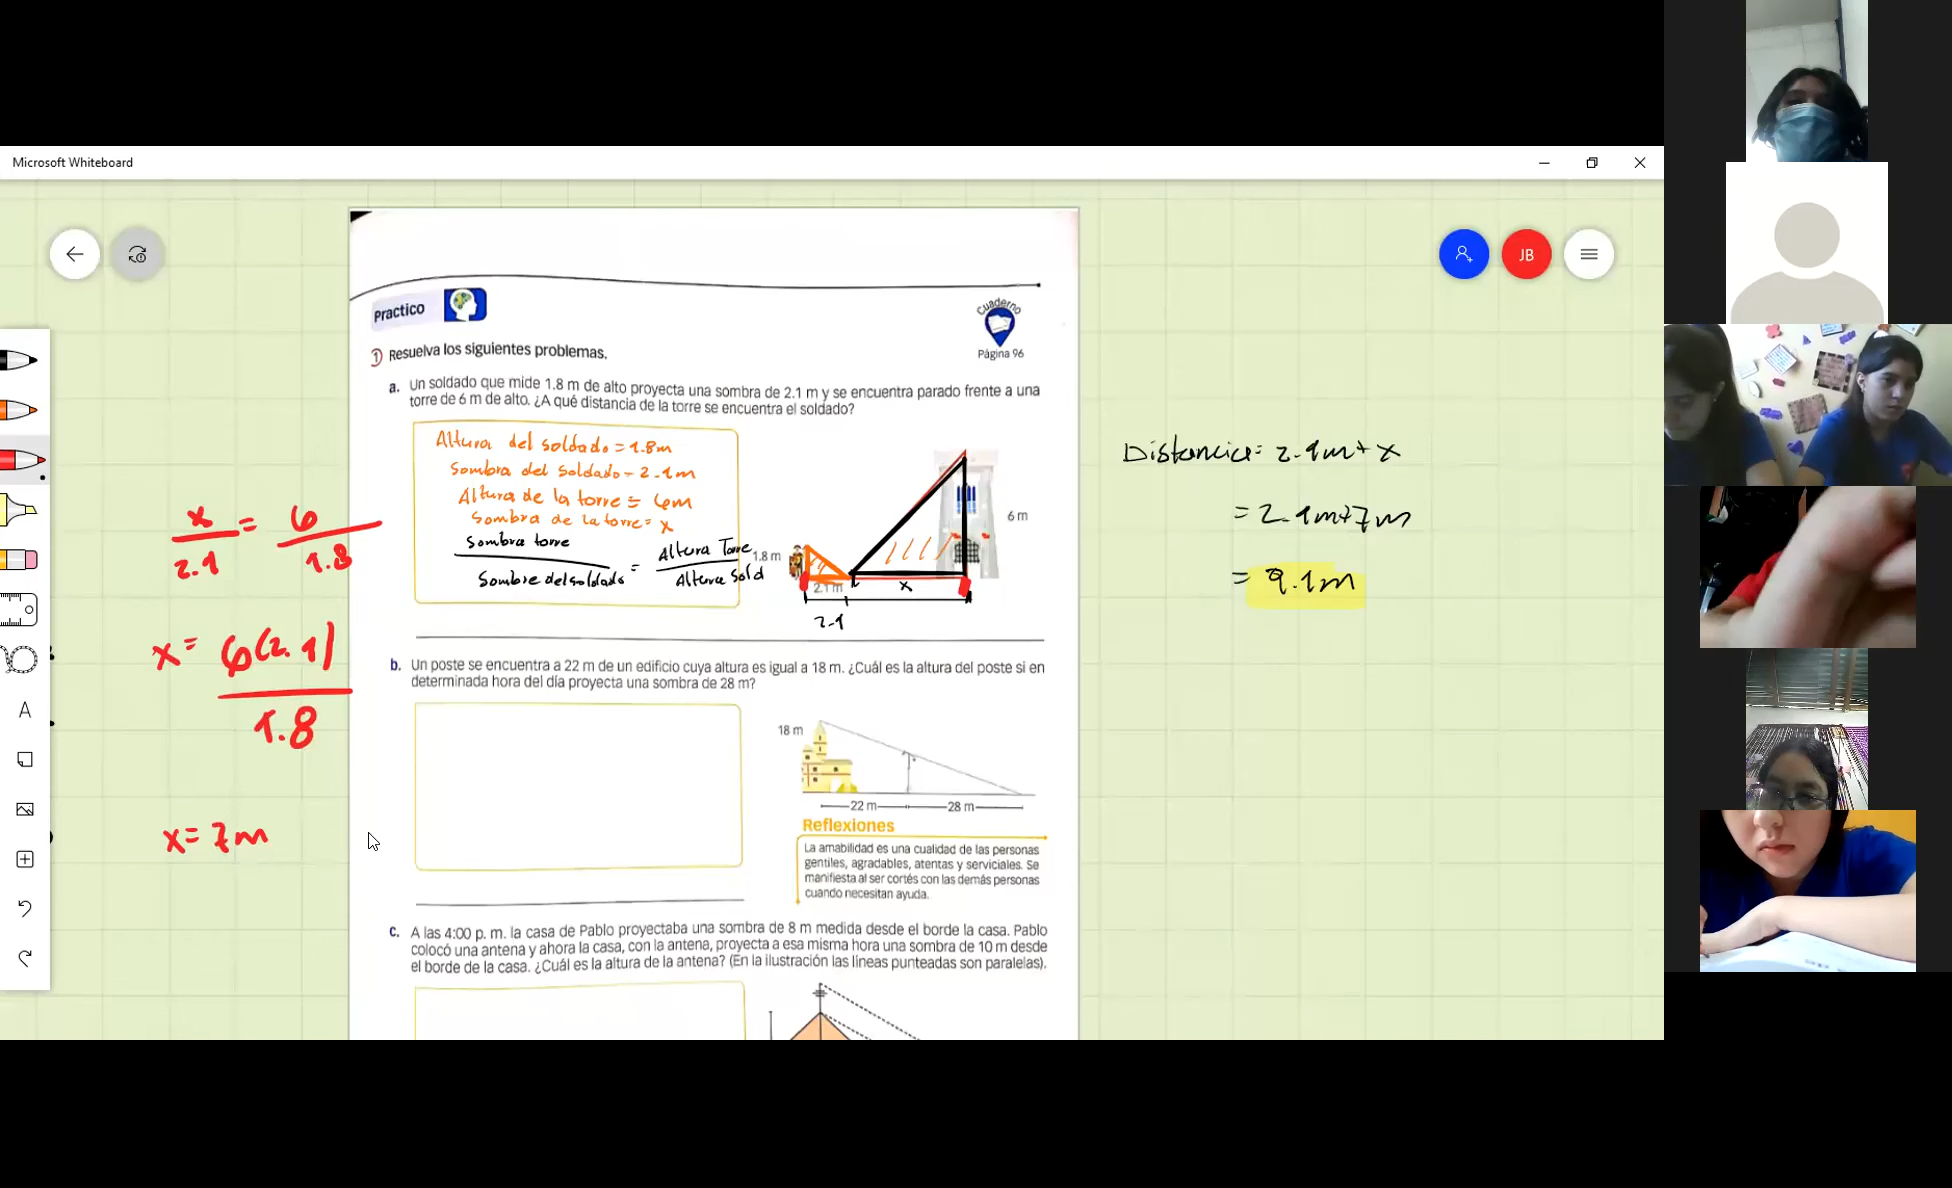 Microsoft Whiteboard
JB
Practico
Cuaderno
Página 96
1 Resuelva los siguientes problemas.
a. Un soldado que mide 1.8 m de alto proyecta una sombra de 2.1 m y se encuentra parado frente a una
torre de 6 m de alto. ¿A qué distancia de la torre se encuentra el soldado?
Altura del soldado = 1.8m
Sombra del soldado = 2.1m
Altura de la torre = 6m
Sombra de la torre = x
Sombra torre
Sombre del soldado
=
Altura Torre
Altura Sold
1.8 m
2.1 m
x
6 m
2.1
x/2.1 = 6/1.8
x = 6(2.1)
1.8
x = 7m
Distancia = 2.1m + x
= 2.1m+7m
= 9.1m
b. Un poste se encuentra a 22 m de un edificio cuya altura es igual a 18 m. ¿Cuál es la altura del poste si en
determinada hora del día proyecta una sombra de 28 m?
18 m
22 m
28 m
Reflexiones
La amabilidad es una cualidad de las personas
gentiles, agradables, atentas y serviciales. Se
manifiesta al ser cortés con las demás personas
cuando necesitan ayuda.
c. A las 4:00 p. m. la casa de Pablo proyectaba una sombra de 8 m medida desde el borde la casa. Pablo
colocó una antena y ahora la casa, con la antena, proyecta a esa misma hora una sombra de 10 m desde
el borde de la casa. ¿Cuál es la altura de la antena? (En la ilustración las líneas punteadas son paralelas).